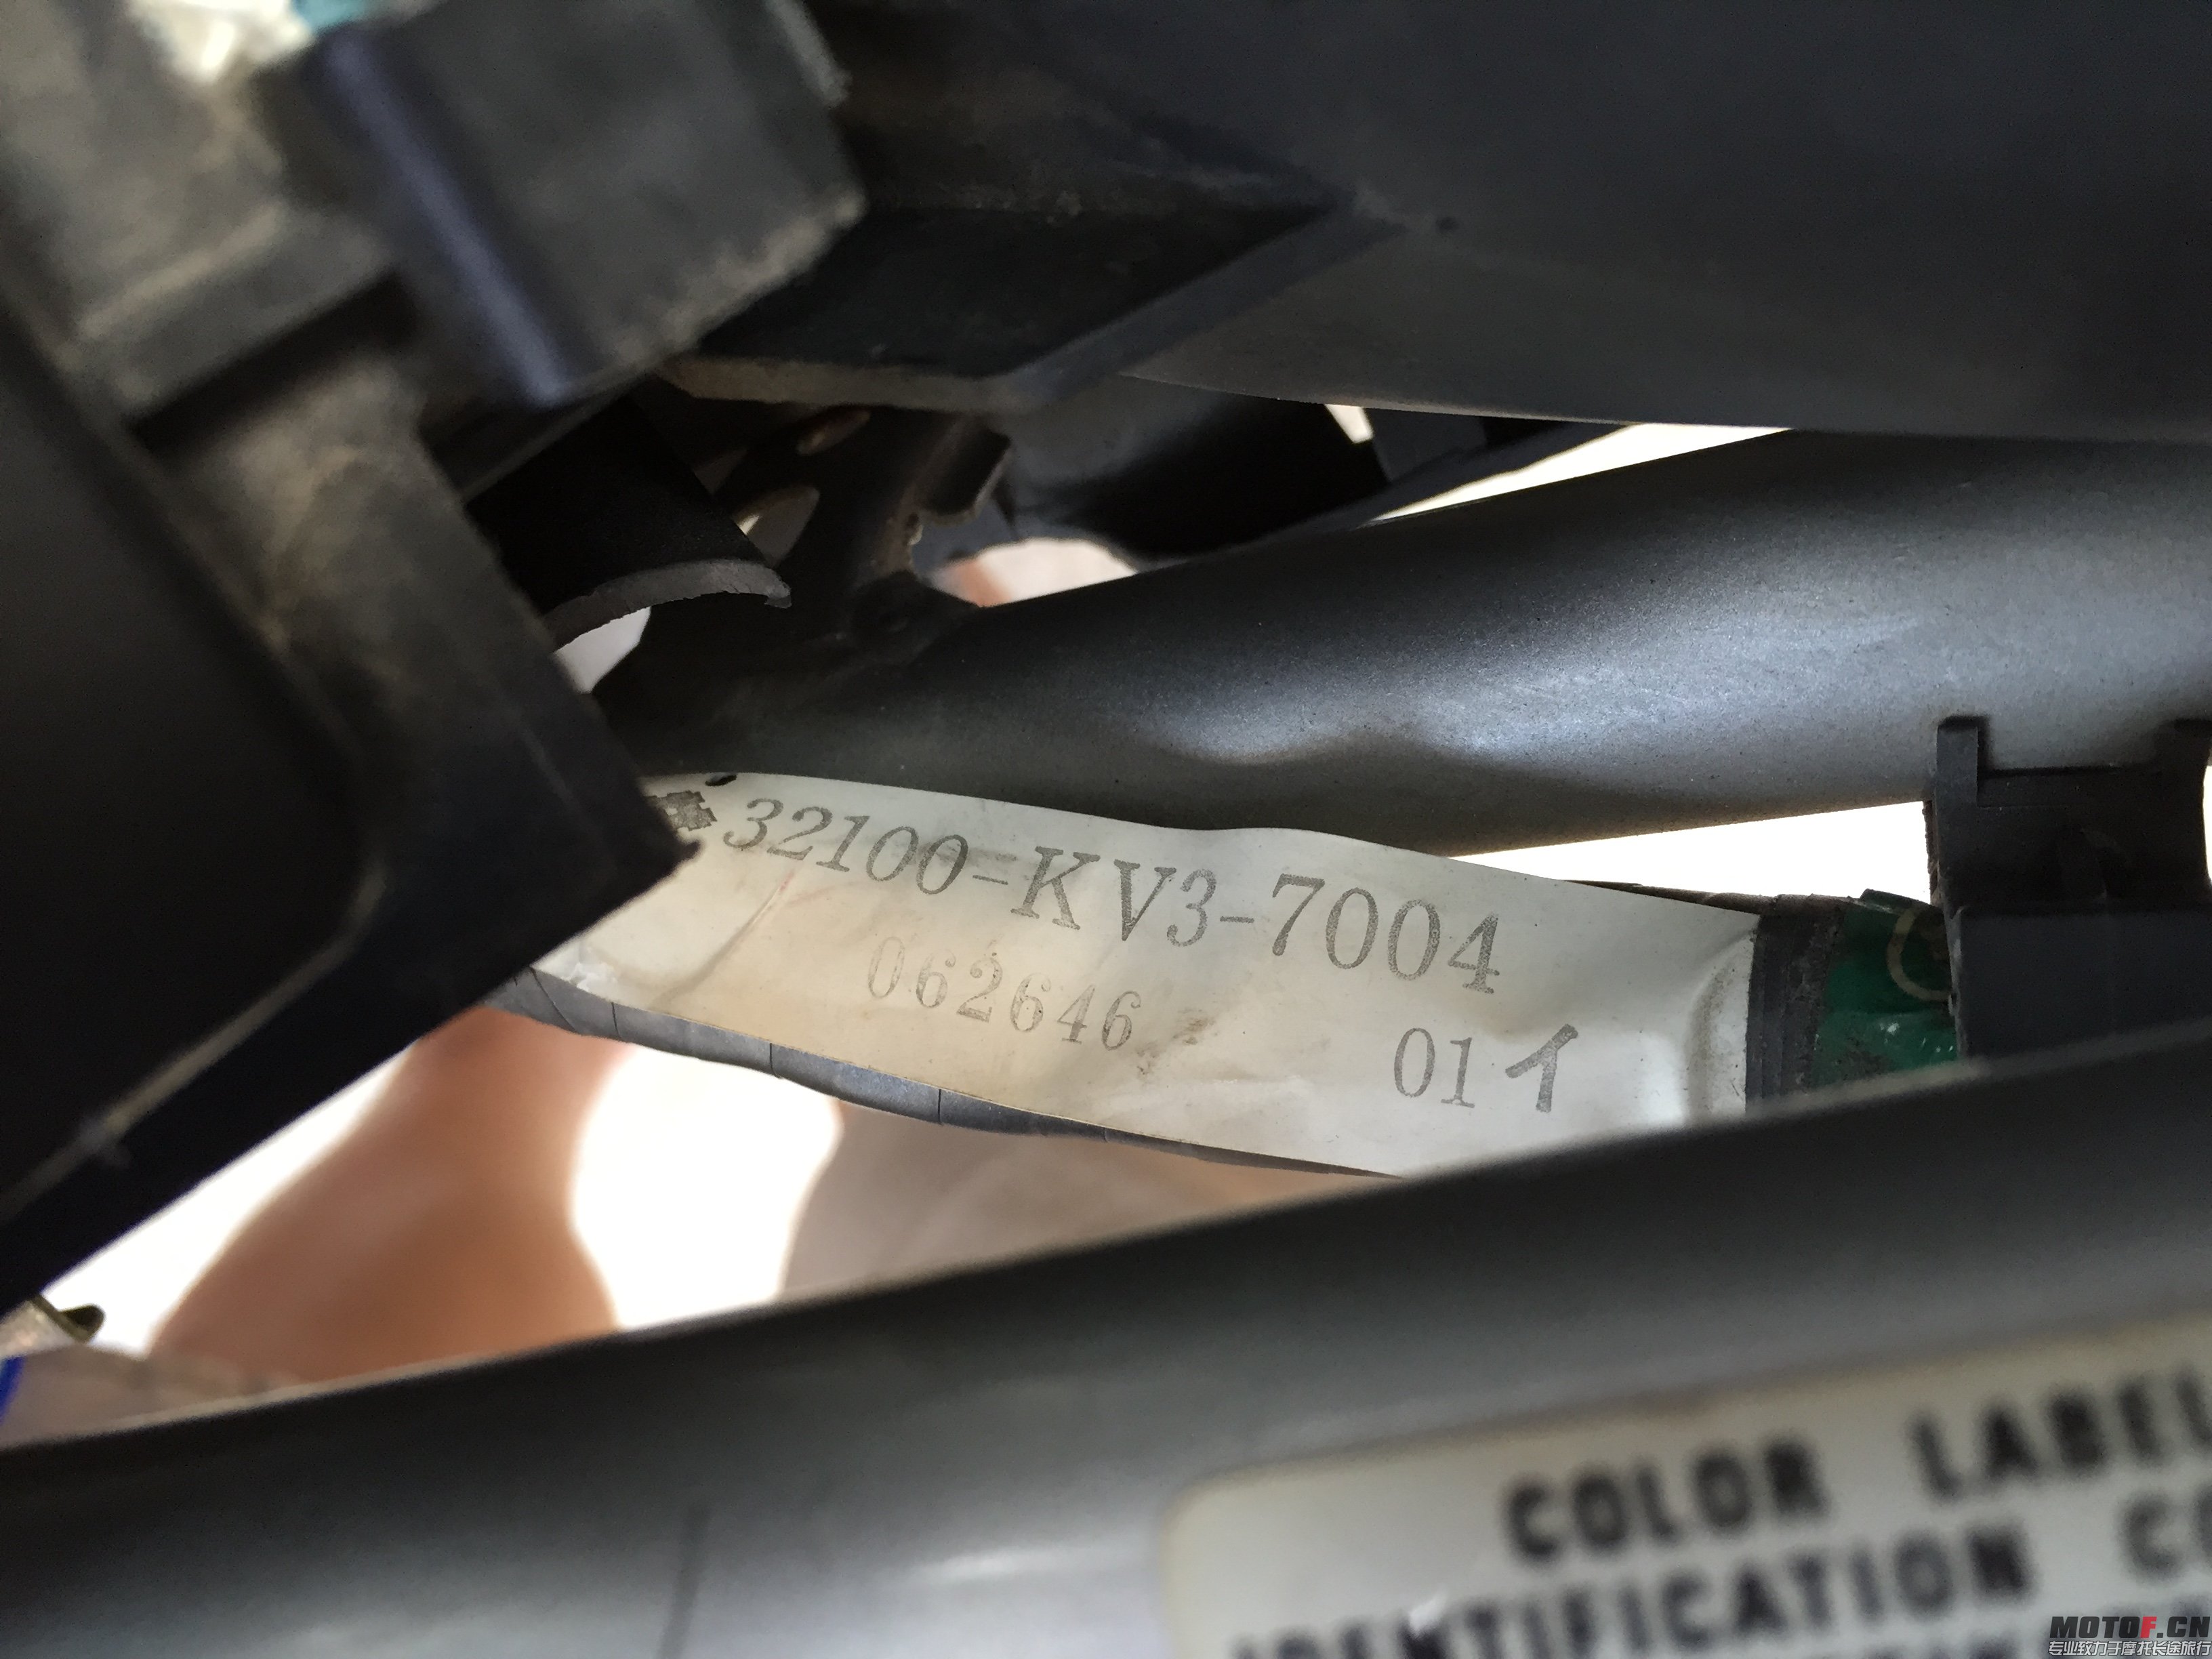 32100-KV3-7004
062646
01イ
COLOR LABEL
IDENTIFICATION
MOTOF.CN
专业致力于摩托长途旅行